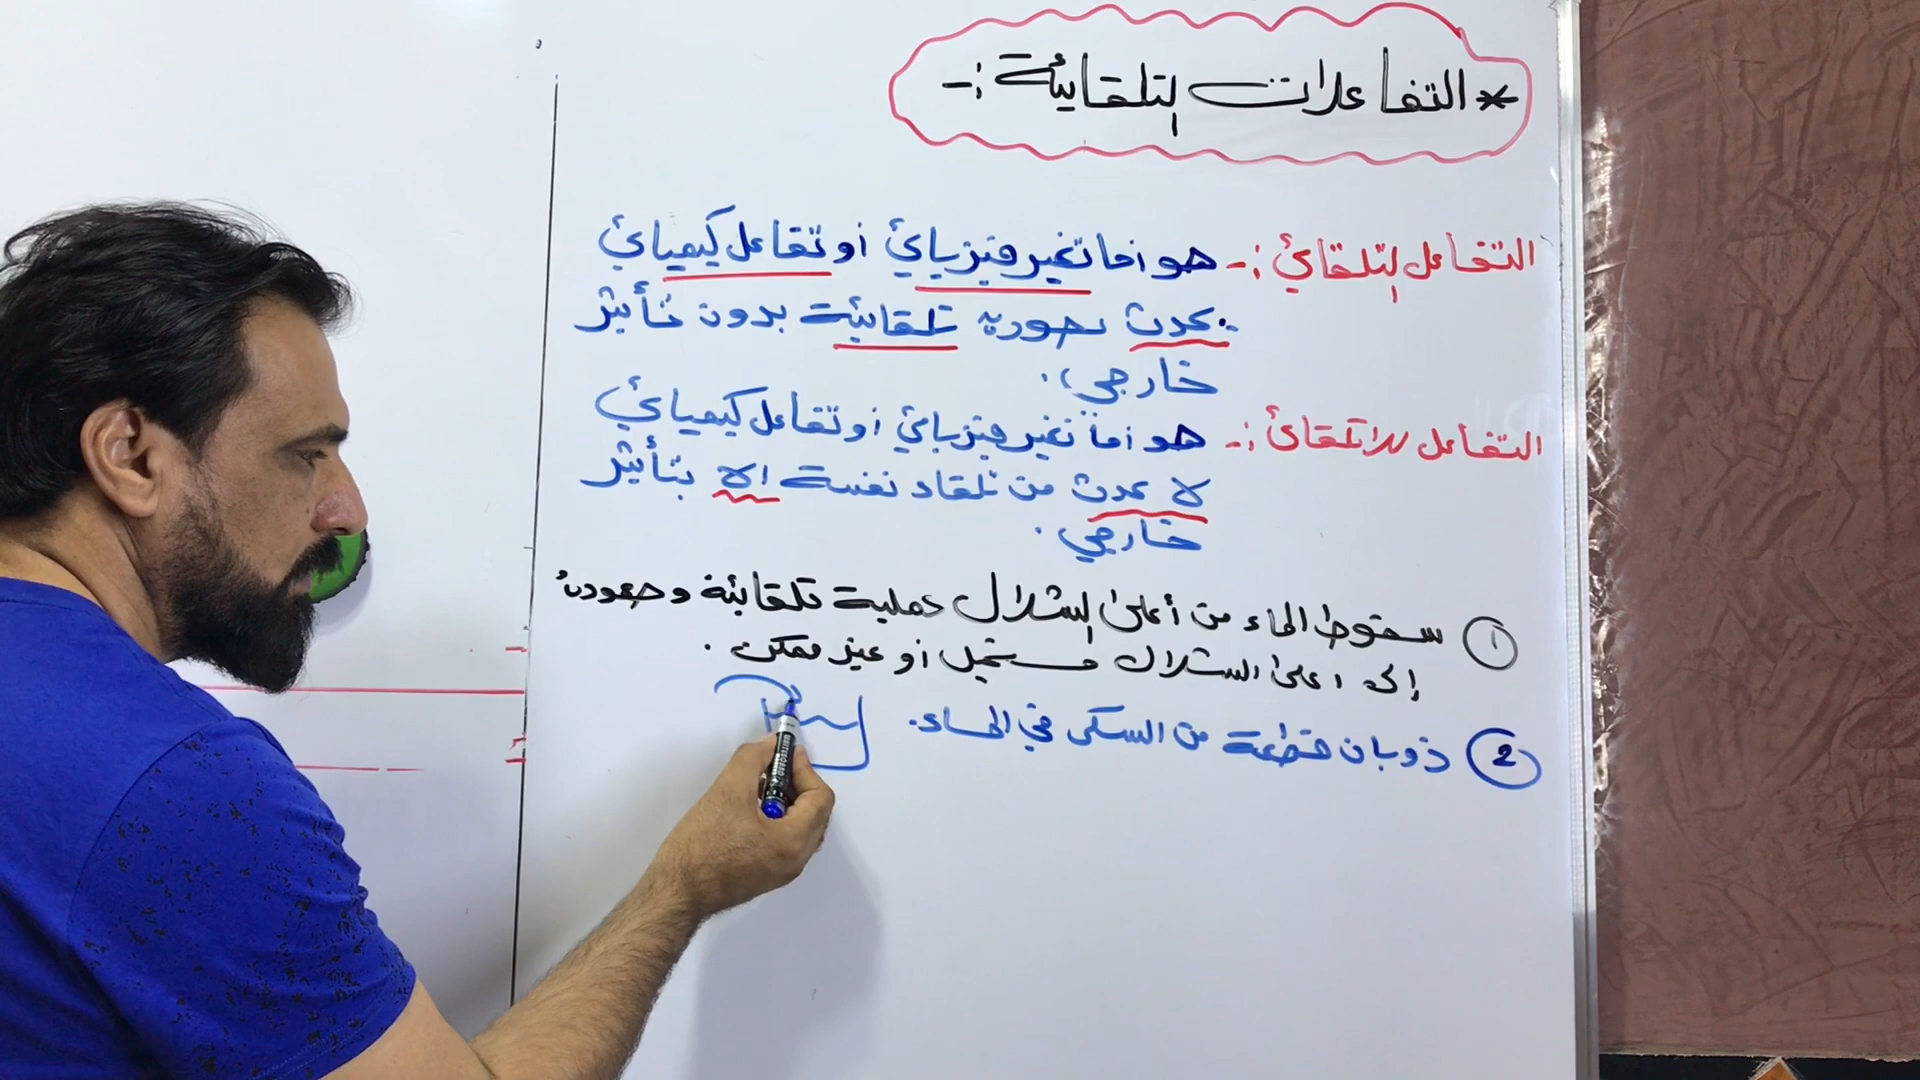 * التفاعلات التلقائية :-
التفاعل التلقائي :- هو اما تغير فيزيائي او تفاعل كيميائي
يحدث بصورة تلقائية بدون تأثير
خارجي .
التفاعل اللاتلقائي :- هو اما تغير فيزيائي او تفاعل كيميائي
لا يحدث من تلقاء نفسة الا بتأثير
خارجي .
1 سقوط الماء من أعلى الشلال عملية تلقائية وصعودهُ
إلى اعلى الشلال مستحيل او غير ممكن .
2 ذوبان قطعة من السكر في الماء .